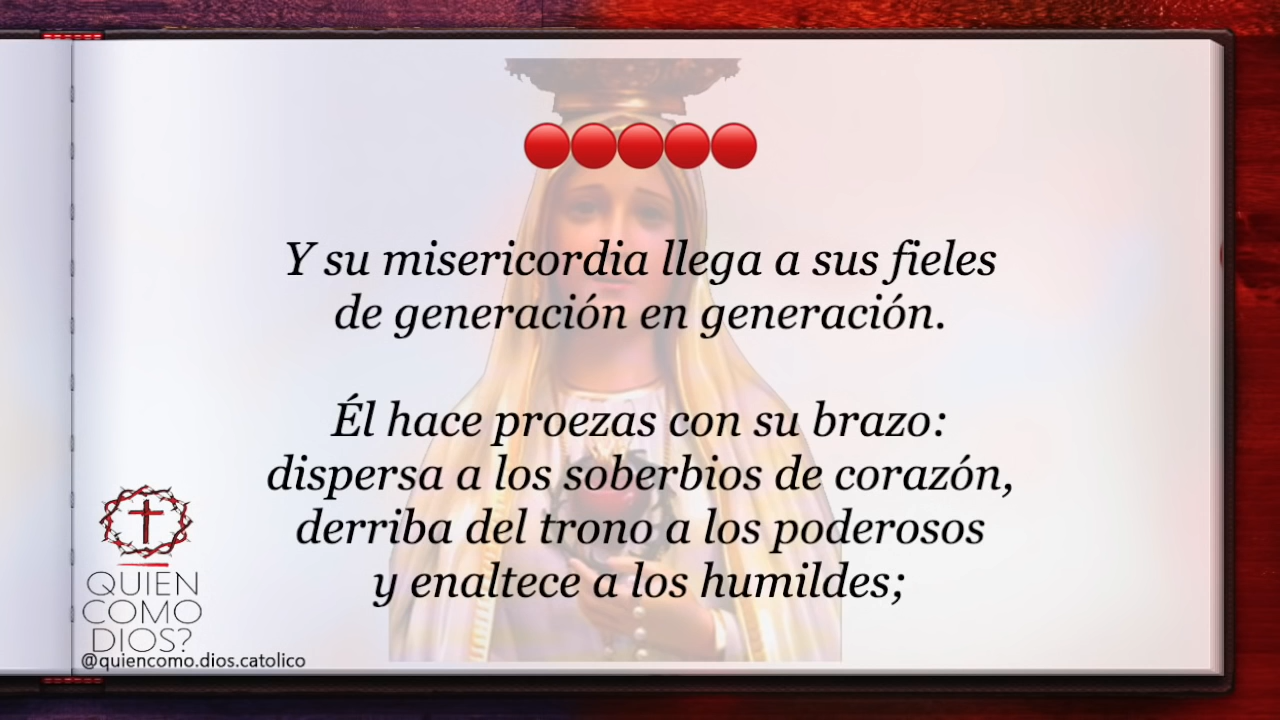 Y su misericordia llega a sus fieles
de generación en generación.
Él hace proezas con su brazo:
dispersa a los soberbios de corazón,
derriba del trono a los poderosos
y enaltece a los humildes;
QUIEN
COMO
DIOS?
@quiencomo.dios.catolico